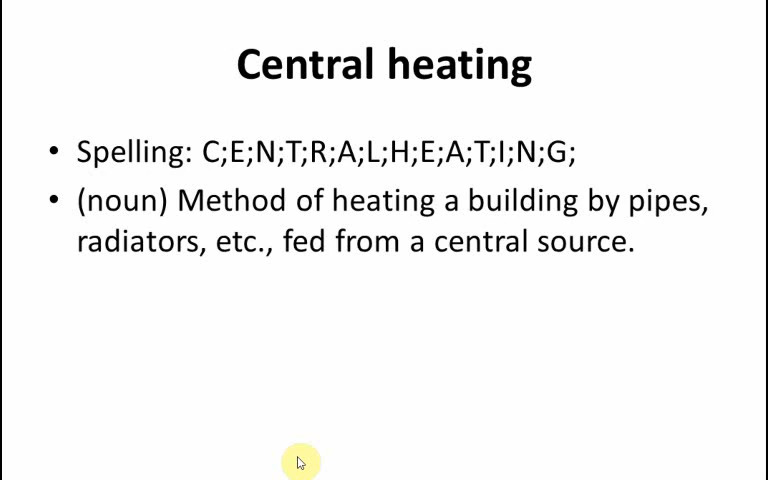 Central heating
• Spelling: C;E;N;T;R;A;L;H;E;A;T;I;N;G;
• (noun) Method of heating a building by pipes,
radiators, etc., fed from a central source.